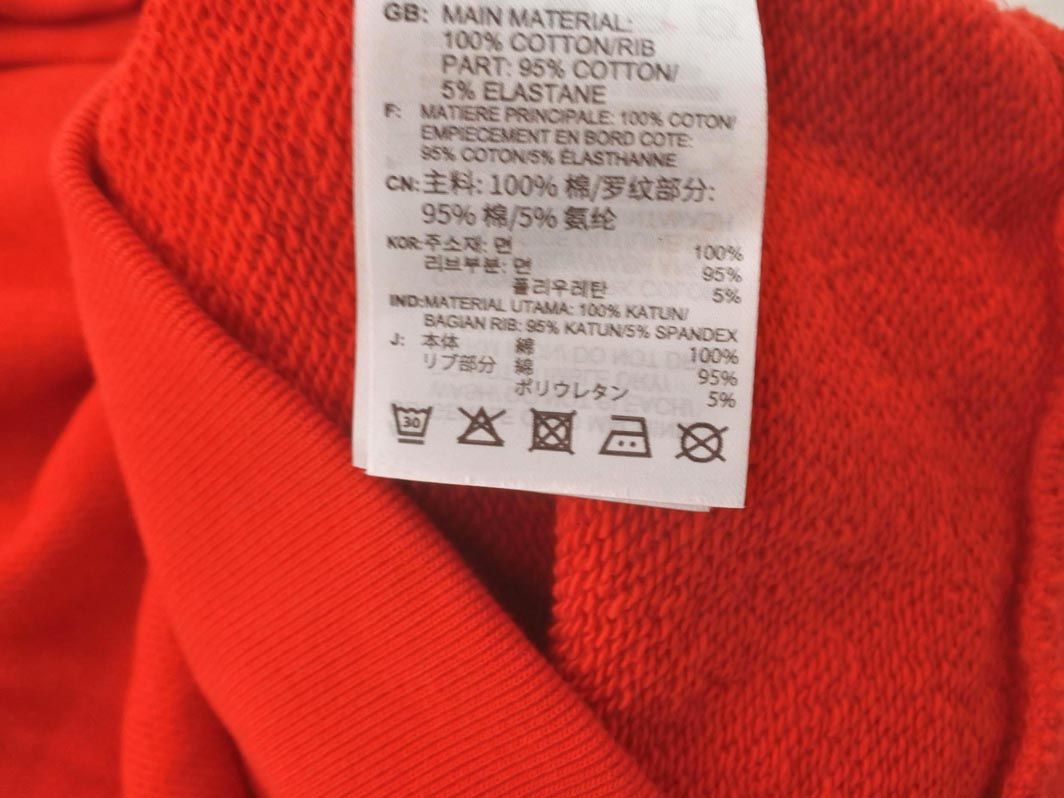 GB: MAIN MATERIAL:
100% COTTON/RIB
PART: 95% COTTON/
5% ELASTANE
F: MATIERE PRINCIPALE: 100% COTON/
EMPIECEMENT EN BORD COTE:
95% COTON/5% ÉLASTHANNE
CN: 主料: 100% 棉/罗纹部分:
95% 棉/5% 氨纶
KOR: 주소재: 면 100%
리브부분: 면 95%
폴리우레탄 5%
IND: MATERIAL UTAMA: 100% KATUN/
BAGIAN RIB: 95% KATUN/5% SPANDEX
J: 本体 綿 100%
リブ部分 綿 95%
ポリウレタン 5%
30